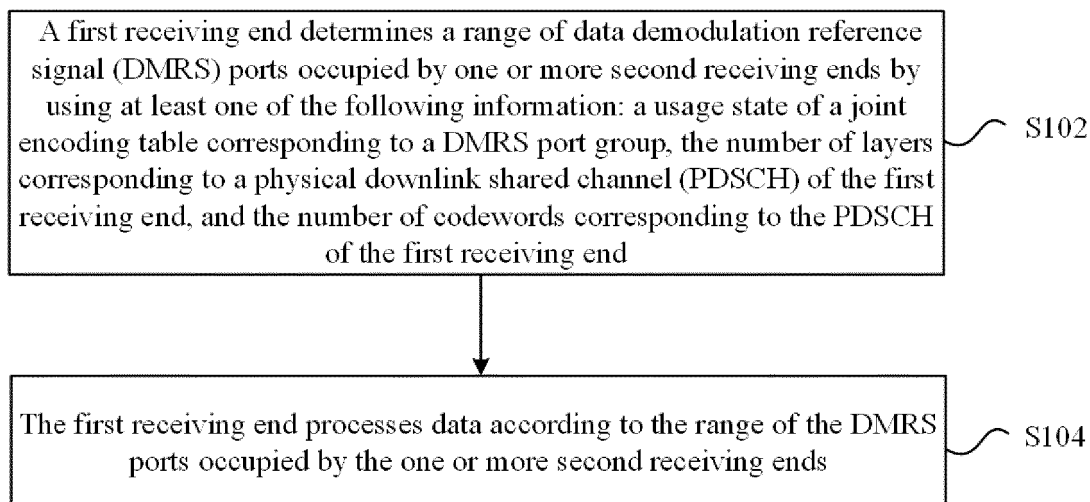 A first receiving end determines a range of data demodulation reference
signal (DMRS) ports occupied by one or more second receiving ends by
using at least one of the following information: a usage state of a joint
encoding table corresponding to a DMRS port group, the number of layers
corresponding to a physical downlink shared channel (PDSCH) of the first
receiving end, and the number of codewords corresponding to the PDSCH
of the first receiving end
S102
The first receiving end processes data according to the range of the DMRS
ports occupied by the one or more second receiving ends
S104